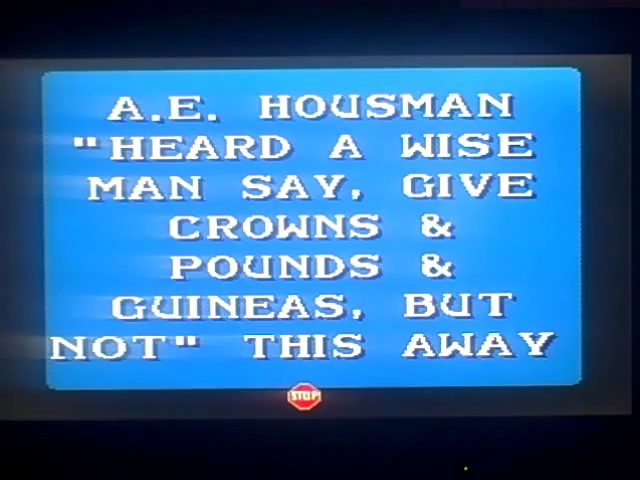 A.E. HOUSMAN
"HEARD A WISE
MAN SAY, GIVE
CROWNS &
POUNDS &
GUINEAS, BUT
NOT" THIS AWAY
STOP